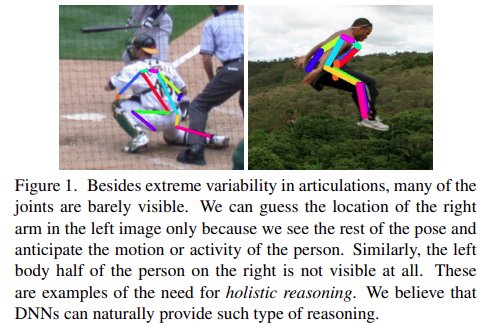 Figure 1. Besides extreme variability in articulations, many of the
joints are barely visible. We can guess the location of the right
arm in the left image only because we see the rest of the pose and
anticipate the motion or activity of the person. Similarly, the left
body half of the person on the right is not visible at all. These
are examples of the need for holistic reasoning. We believe that
DNNs can naturally provide such type of reasoning.